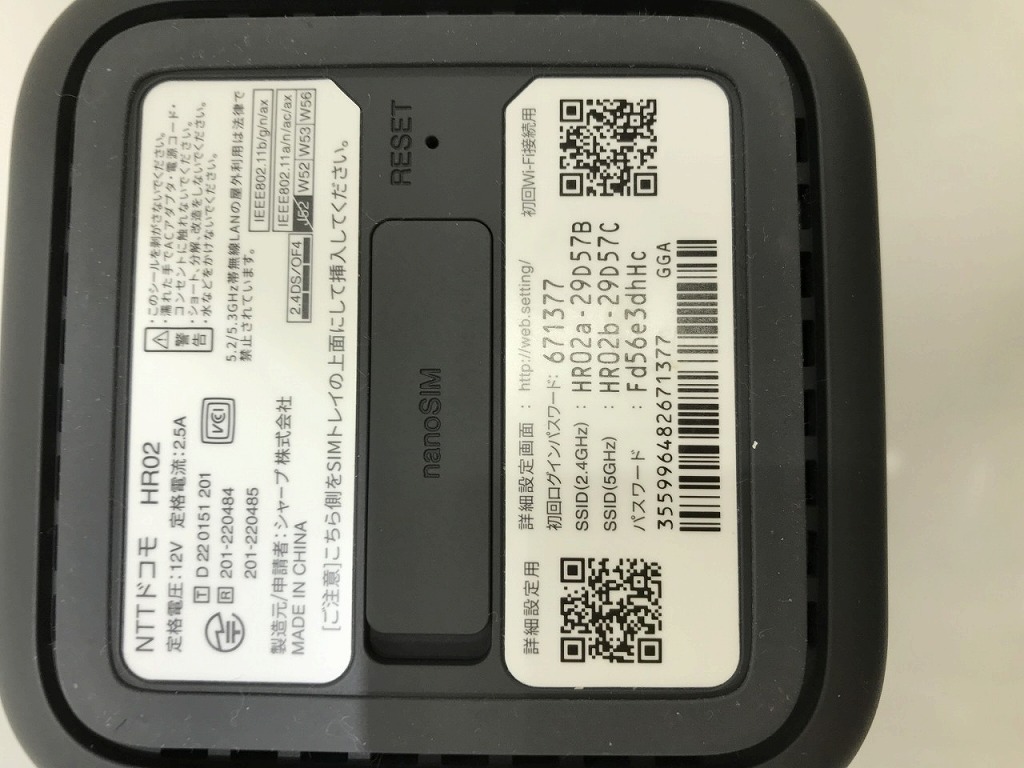 ・このシールを剥がさないでください。
・濡れた手でACアダプタ・電源コード・
コンセントに触れないでください。
・ショート、分解、改造をしないでください。
・水などをかけないでください。
警告
5.2/5.3GHz帯無線LANの屋外利用は法律で
禁止されています。
IEEE802.11b/g/n/ax
IEEE802.11a/n/ac/ax
J52 W52 W53 W56
2.4DS/OF4
NTTドコモ HR02
定格電圧:12V 定格電流:2.5A
T D 22 0151 201
R 201-220484
201-220485
VCCI
製造元/申請者:シャープ株式会社
MADE IN CHINA
[ご注意]こちら側をSIMトレイの上面にして挿入してください。
RESET
nanoSIM
詳細設定用
初回Wi-Fi接続用
詳細設定画面 : http://web.setting/
初回ログインパスワード: 671377
SSID(2.4GHz) : HR02a-29D57B
SSID(5GHz) : HR02b-29D57C
パスワード : Fd56e3dhHc
355996482671377 GGA